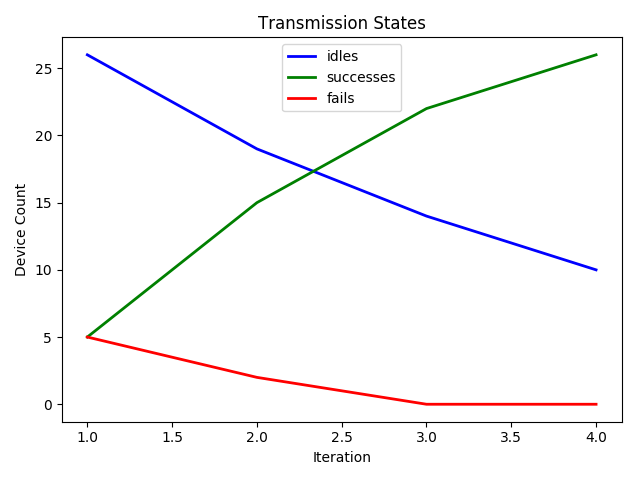 Transmission States
idles
successes
fails
Device Count
25
20
15
10
5
0
1.0 1.5 2.0 2.5 3.0 3.5 4.0
Iteration